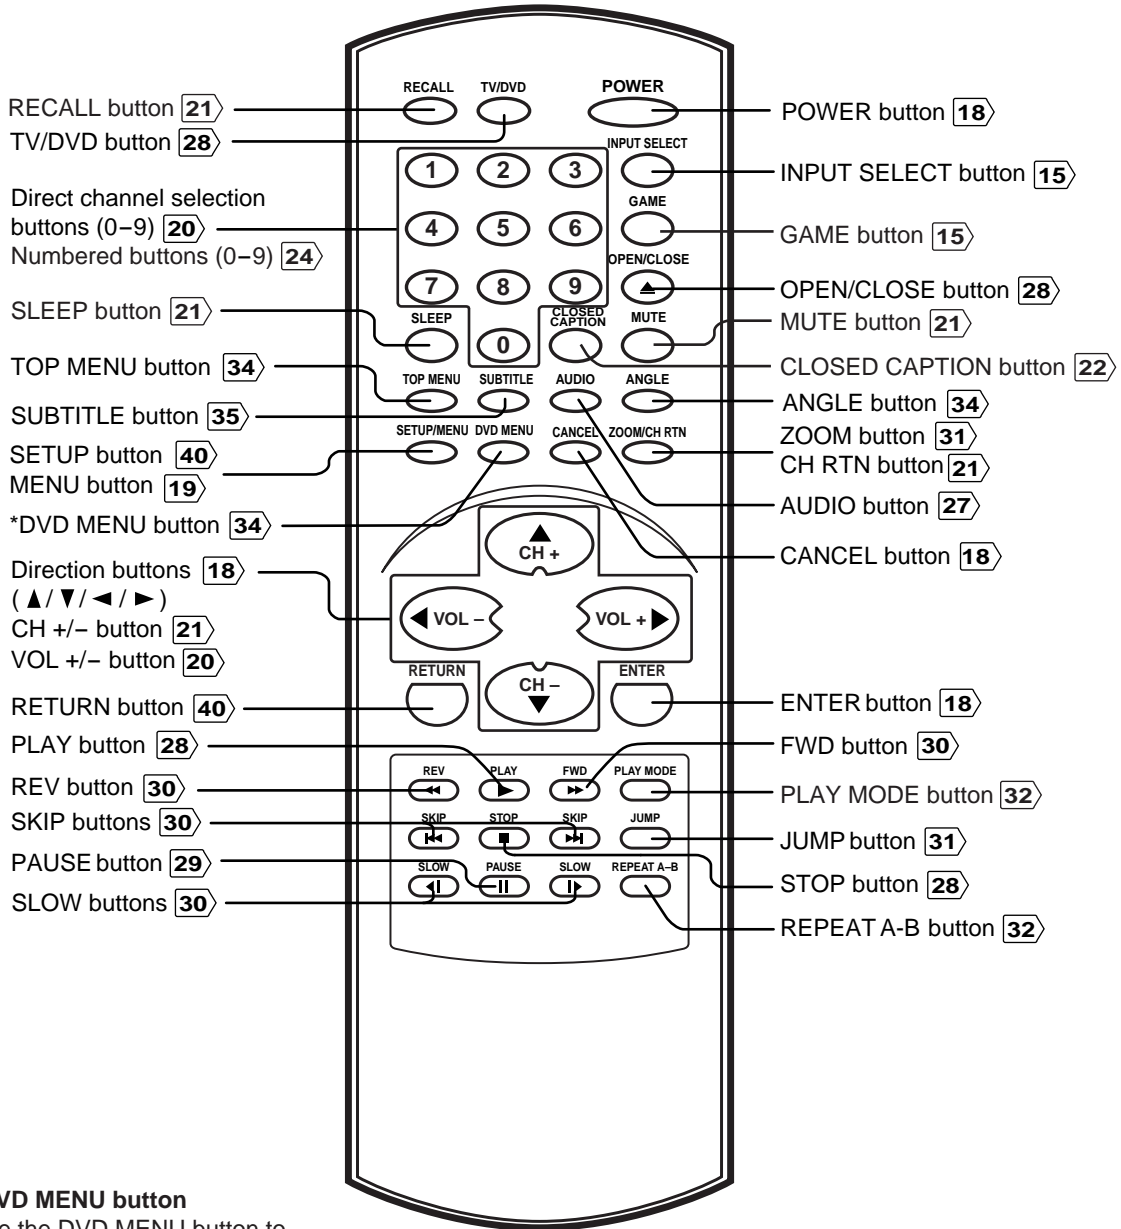 RECALL TV/DVD POWER
RECALL button 21
POWER button 18
TV/DVD button 28
INPUT SELECT
1 2 3
INPUT SELECT button 15
Direct channel selection
buttons (0–9) 20
Numbered buttons (0–9) 24
GAME
4 5 6
GAME button 15
OPEN/CLOSE
7 8 9
OPEN/CLOSE button 28
SLEEP button 21
SLEEP
CLOSED
CAPTION
MUTE
MUTE button 21
0
TOP MENU button 34
CLOSED CAPTION button 22
TOP MENU SUBTITLE AUDIO ANGLE
SUBTITLE button 35
ANGLE button 34
SETUP/MENU DVD MENU CANCEL ZOOM/CH RTN
SETUP button 40
ZOOM button 31
MENU button 19
CH RTN button 21
*DVD MENU button 34
AUDIO button 27
CH +
CANCEL button 18
Direction buttons 18
( ▲ / ▼ / ◄ / ► )
CH +/– button 21
VOL +/– button 20
VOL – VOL +
RETURN ENTER
CH –
RETURN button 40
ENTER button 18
PLAY button 28
FWD button 30
REV PLAY FWD PLAY MODE
REV button 30
PLAY MODE button 32
SKIP STOP SKIP JUMP
SKIP buttons 30
JUMP button 31
PAUSE button 29
SLOW PAUSE SLOW REPEAT A–B
STOP button 28
SLOW buttons 30
REPEAT A-B button 32
VD MENU button
the DVD MENU button to